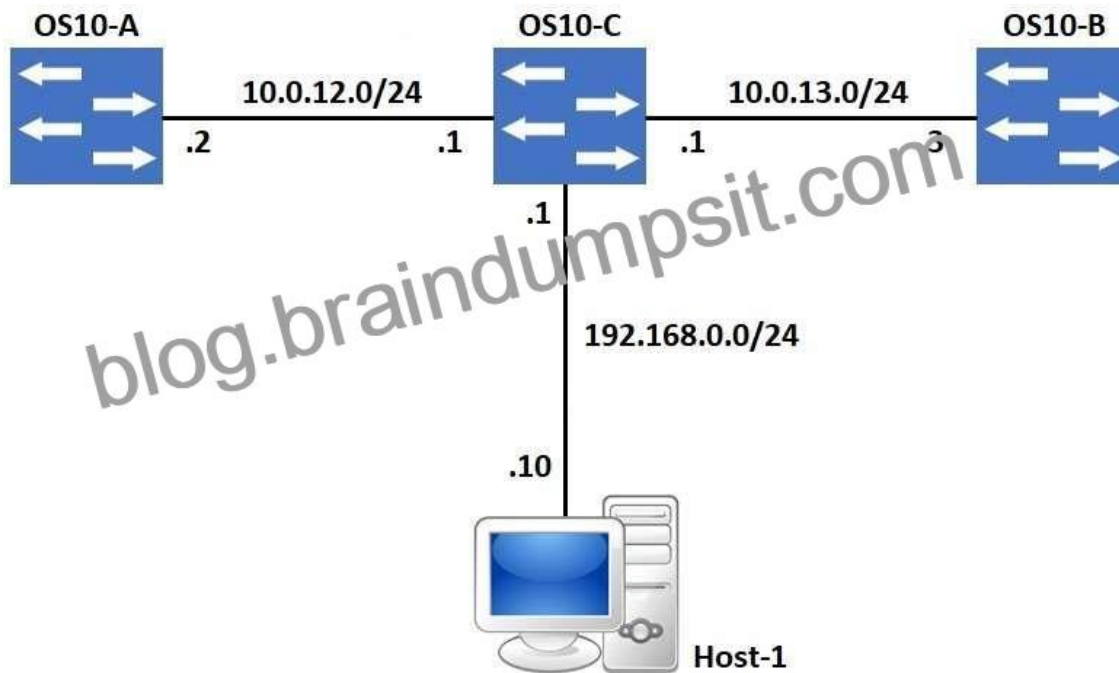 OS10-A
OS10-C
OS10-B
10.0.12.0/24
10.0.13.0/24
.2
.1
.1
.3
.1
blog.braindumpsit.com
192.168.0.0/24
.10
Host-1